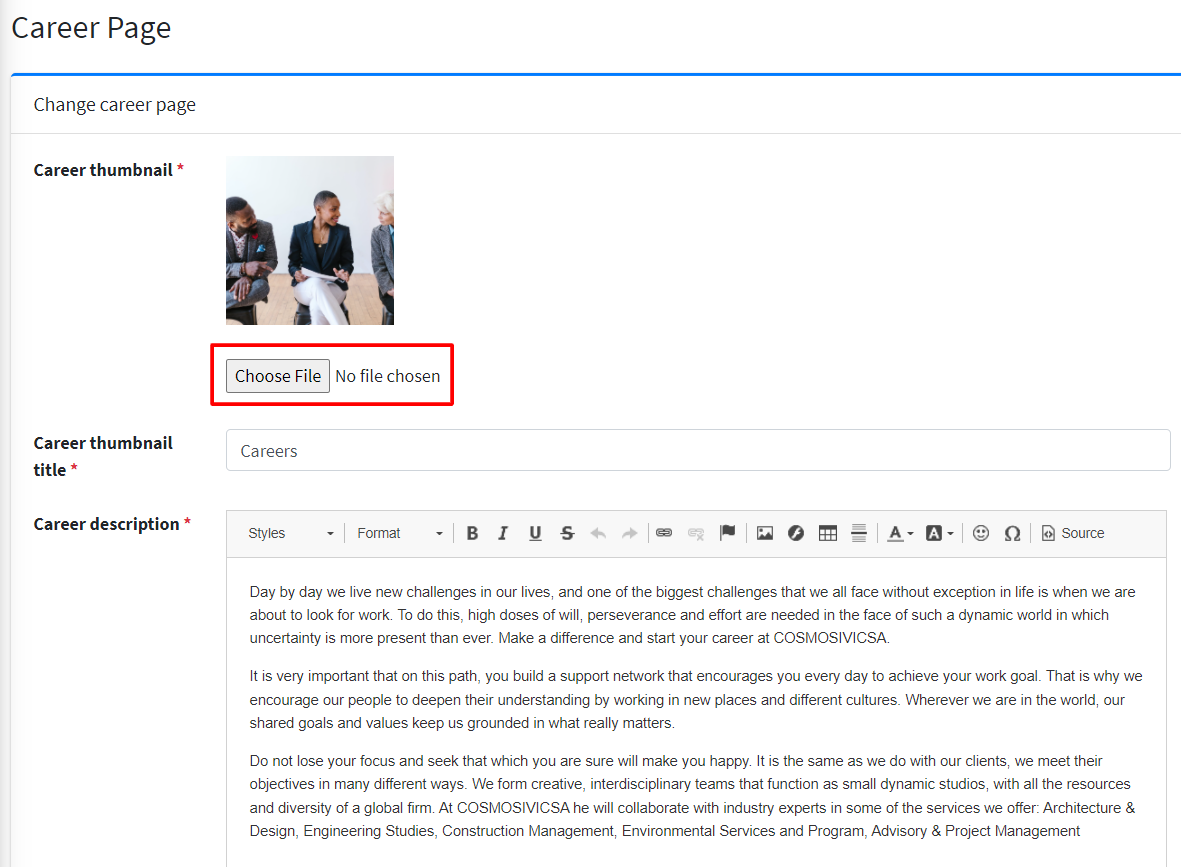 Career Page
Change career page
Career thumbnail *
Choose File No file chosen
Career thumbnail
title *
Careers
Career description *
Styles Format B I U S A A Ω Source
Day by day we live new challenges in our lives, and one of the biggest challenges that we all face without exception in life is when we are
about to look for work. To do this, high doses of will, perseverance and effort are needed in the face of such a dynamic world in which
uncertainty is more present than ever. Make a difference and start your career at COSMOSIVICSA.
It is very important that on this path, you build a support network that encourages you every day to achieve your work goal. That is why we
encourage our people to deepen their understanding by working in new places and different cultures. Wherever we are in the world, our
shared goals and values keep us grounded in what really matters.
Do not lose your focus and seek that which you are sure will make you happy. It is the same as we do with our clients, we meet their
objectives in many different ways. We form creative, interdisciplinary teams that function as small dynamic studios, with all the resources
and diversity of a global firm. At COSMOSIVICSA he will collaborate with industry experts in some of the services we offer: Architecture &
Design, Engineering Studies, Construction Management, Environmental Services and Program, Advisory & Project Management